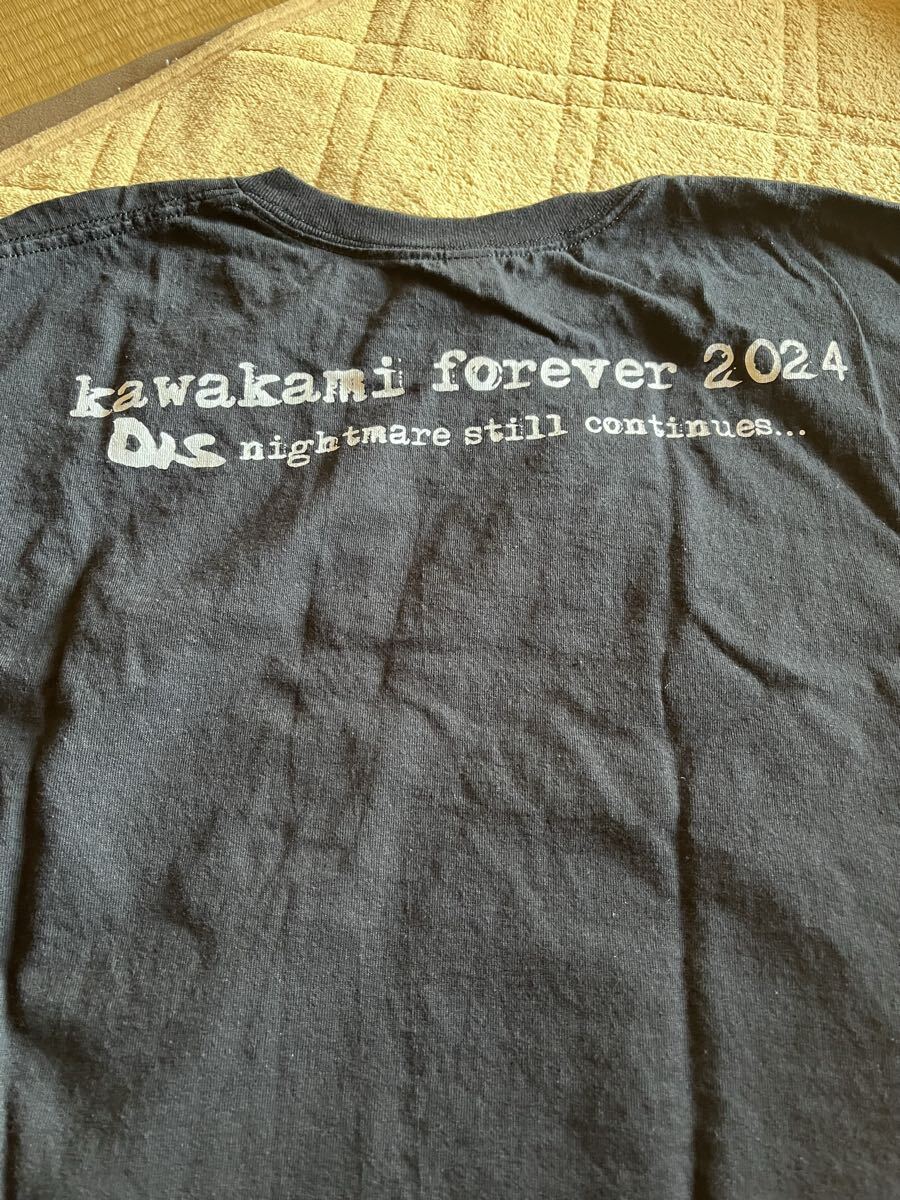 kawakami forever 2024
DIS nightmare still continues...